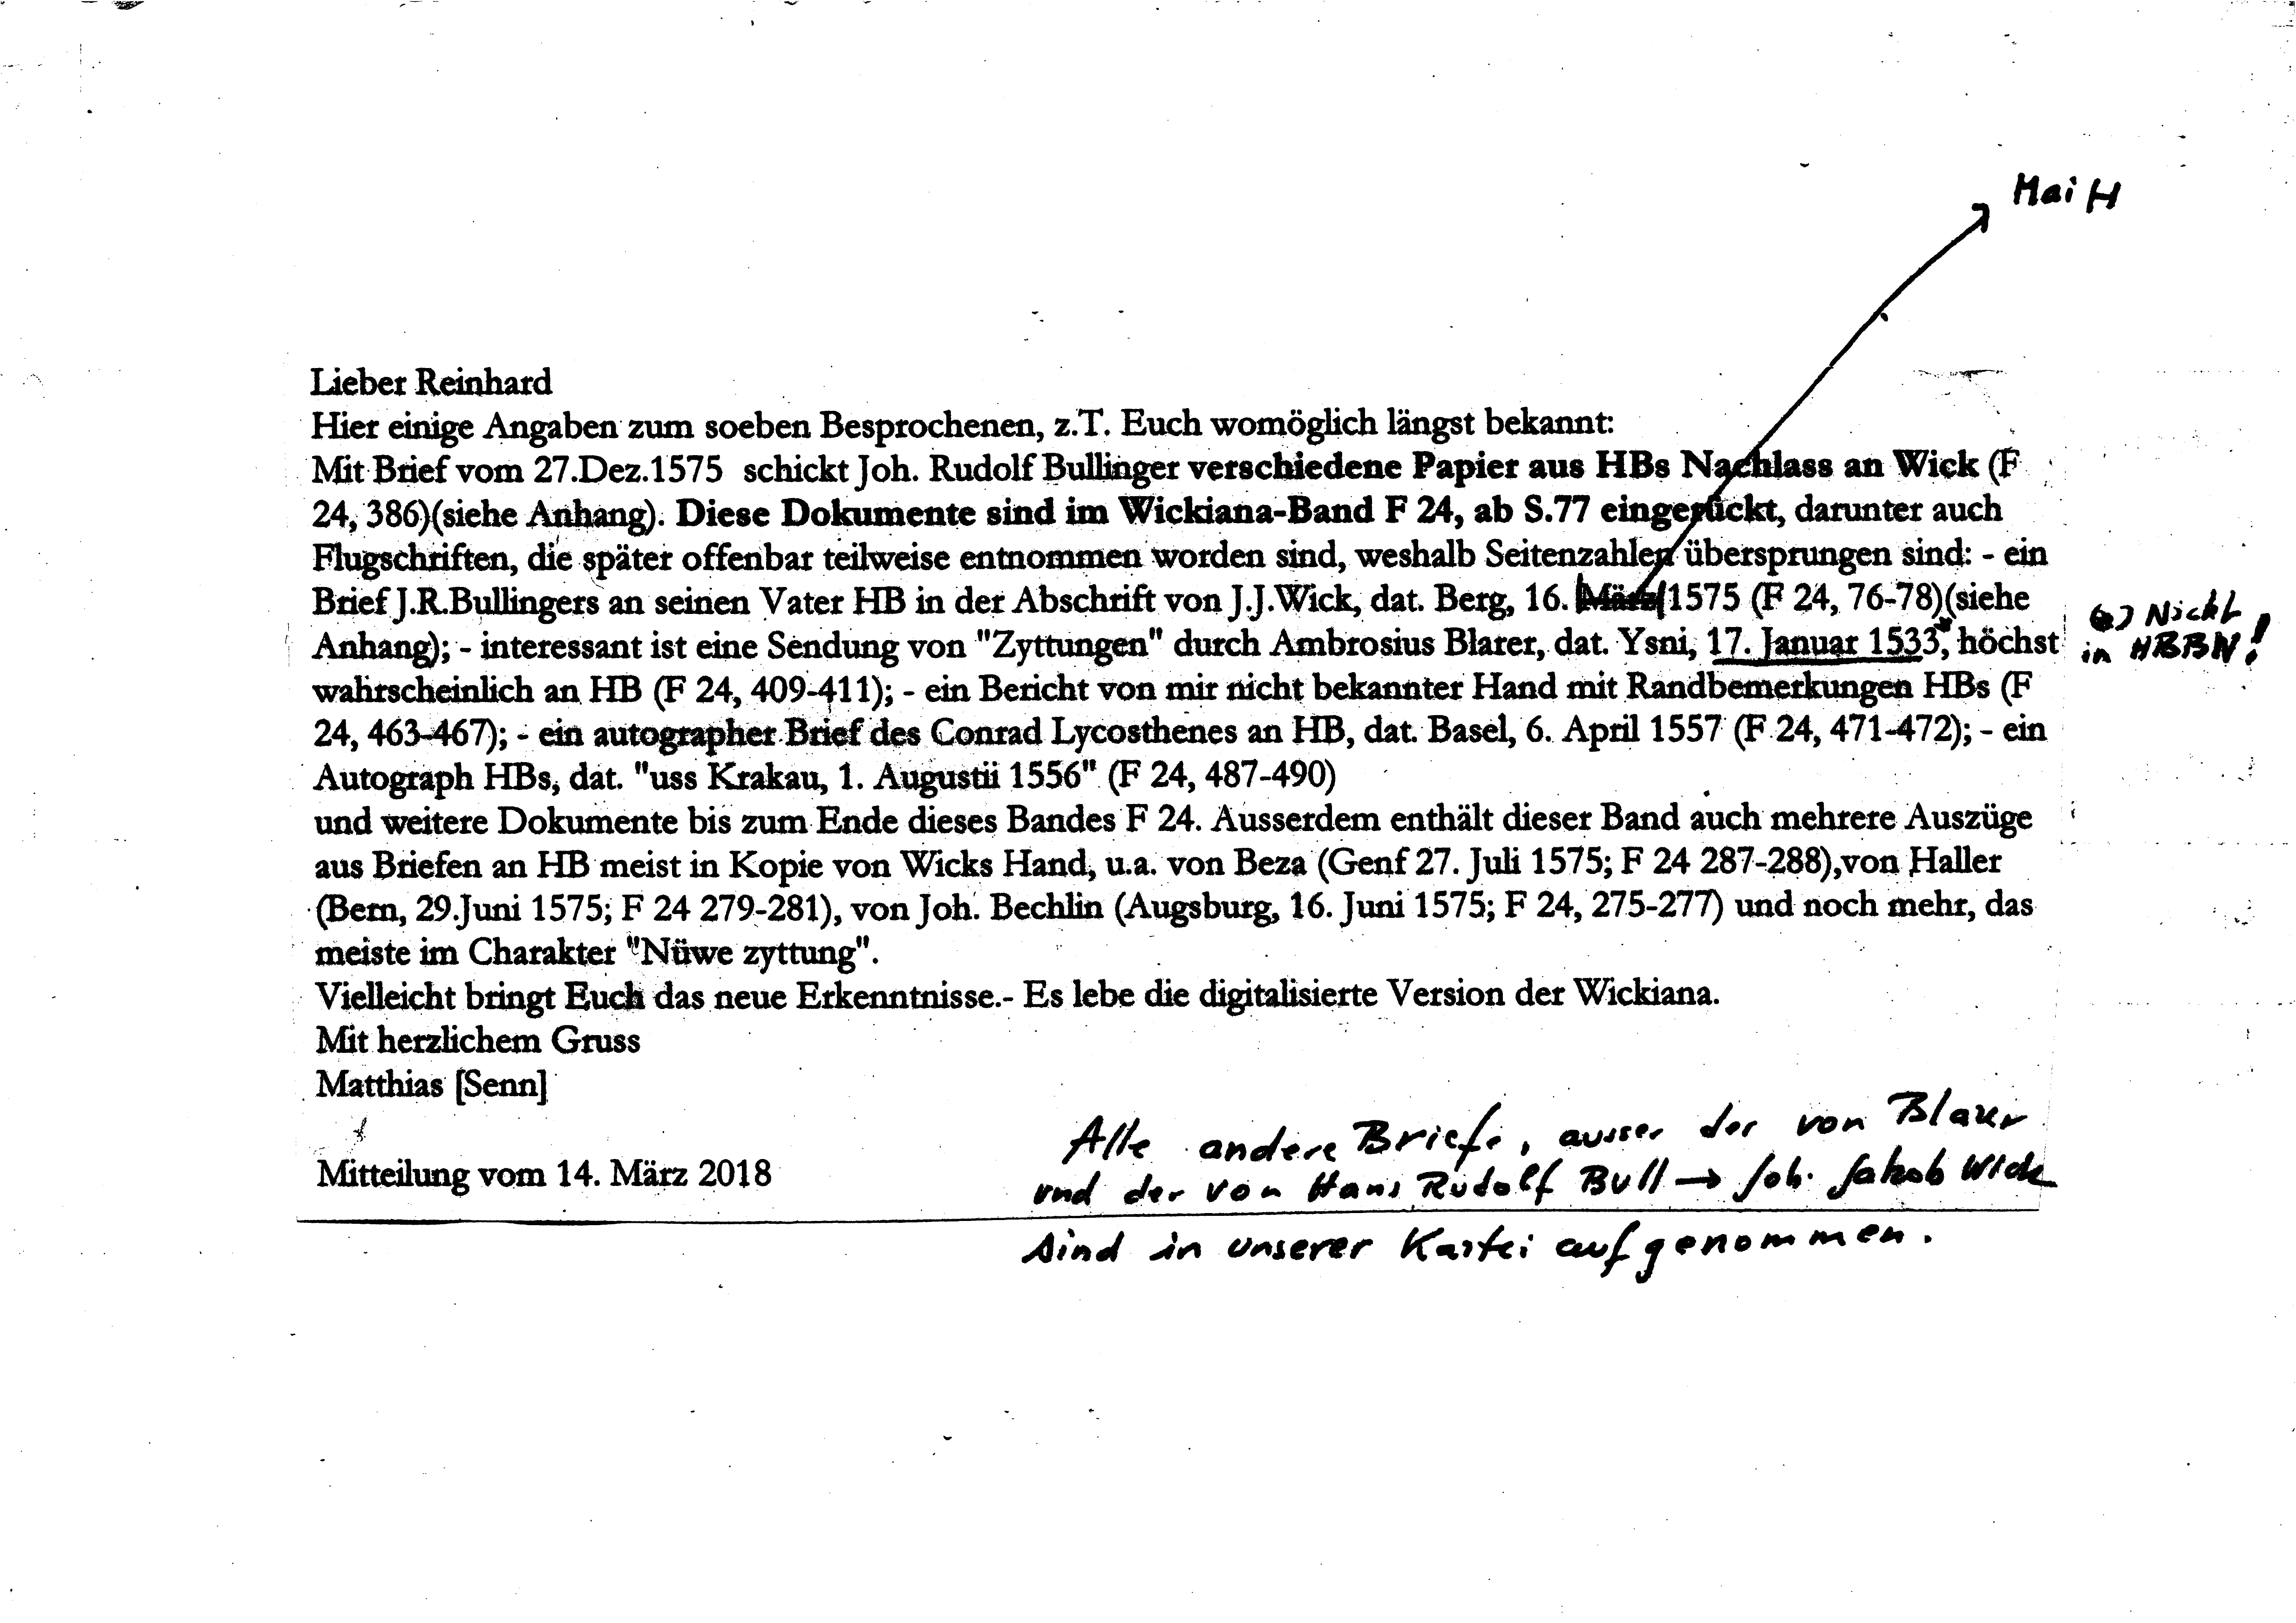 Mai H
Lieber Reinhard
Hier einige Angaben zum soeben Besprochenen, z.T. Euch womöglich längst bekannt:
Mit Brief vom 27.Dez.1575 schickt Joh. Rudolf Bullinger verschiedene Papier aus HBs Nachlass an Wick (F
24, 386)(siehe Anhang). Diese Dokumente sind im Wickiana-Band F 24, ab S.77 eingerückt, darunter auch
Flugschriften, die später offenbar teilweise entnommen worden sind, weshalb Seitenzahlen übersprungen sind: - ein
Brief J.R.Bullingers an seinen Vater HB in der Abschrift von J.J.Wick, dat. Berg, 16. März 1575 (F 24, 76-78)(siehe
Anhang); - interessant ist eine Sendung von "Zyttungen" durch Ambrosius Blarer, dat. Ysni, 17. Januar 1533, höchst
Nicht
in HBBW!
wahrscheinlich an HB (F 24, 409-411); - ein Bericht von mir nicht bekannter Hand mit Randbemerkungen HBs (F
24, 463-467); - ein autographer Brief des Conrad Lycosthenes an HB, dat. Basel, 6. April 1557 (F 24, 471-472); - ein
Autograph HBs, dat. "uss Krakau, 1. Augustii 1556" (F 24, 487-490)
und weitere Dokumente bis zum Ende dieses Bandes F 24. Ausserdem enthält dieser Band auch mehrere Auszüge
aus Briefen an HB meist in Kopie von Wicks Hand, u.a. von Beza (Genf 27. Juli 1575; F 24 287-288),von Haller
(Bern, 29.Juni 1575; F 24 279-281), von Joh. Bechlin (Augsburg, 16. Juni 1575; F 24, 275-277) und noch mehr, das
meiste im Charakter "Nüwe zyttung".
Vielleicht bringt Euch das neue Erkenntnisse.- Es lebe die digitalisierte Version der Wickiana.
Mit herzlichem Gruss
Matthias [Senn]
Mitteilung vom 14. März 2018
Alle andere Briefe, ausser der von Blarer
und der von Hans Rudolf Bull → Joh. Jakob Wick
sind in unserer Kartei aufgenommen.